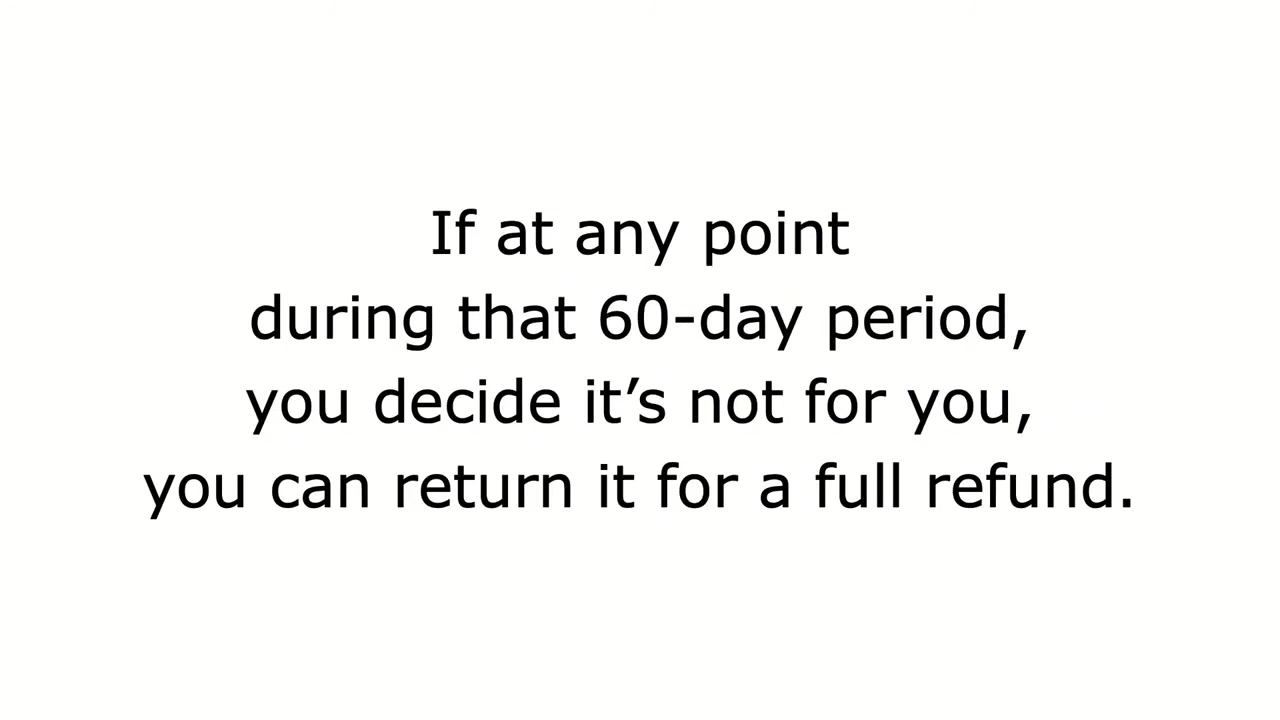 If at any point
during that 60-day period,
you decide it’s not for you,
you can return it for a full refund.